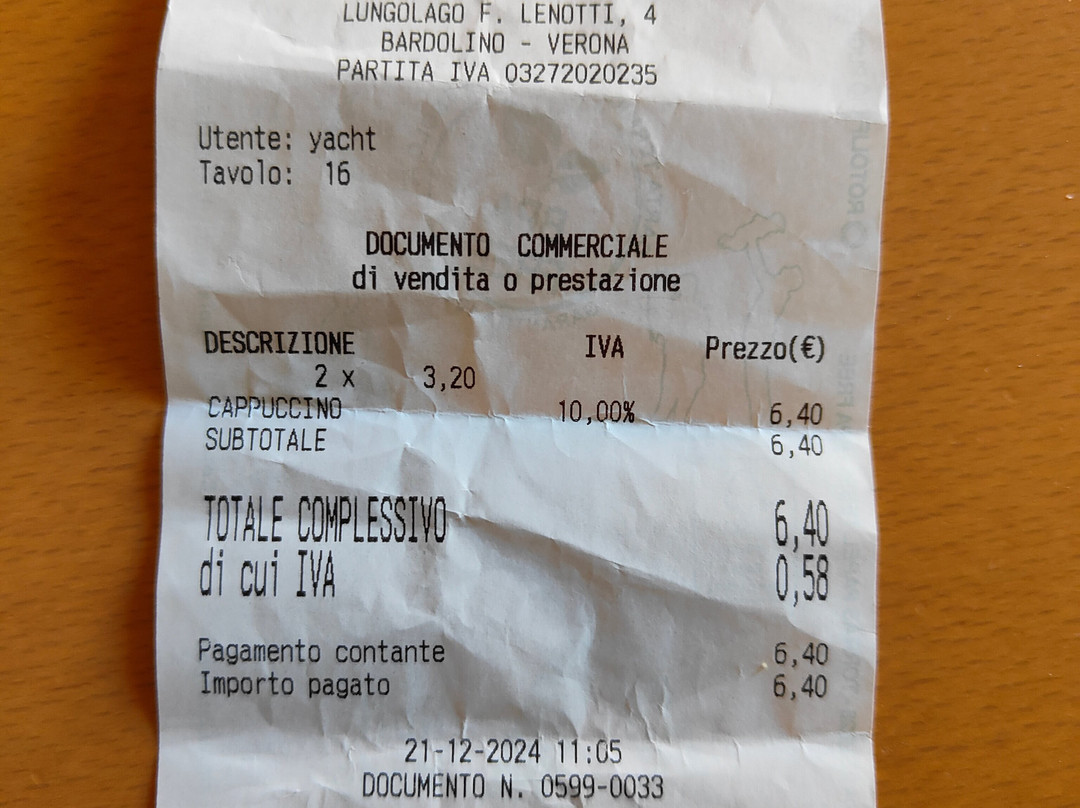 LUNGOLAGO F. LENOTTI, 4
BARDOLINO - VERONA
PARTITA IVA 03272020235
Utente: yacht
Tavolo: 16
DOCUMENTO COMMERCIALE
di vendita o prestazione
DESCRIZIONE IVA Prezzo(€)
2 x 3,20
CAPPUCCINO 10,00% 6,40
SUBTOTALE 6,40
TOTALE COMPLESSIVO 6,40
di cui IVA 0,58
Pagamento contante 6,40
Importo pagato 6,40
21-12-2024 11:05
DOCUMENTO N. 0599-0033